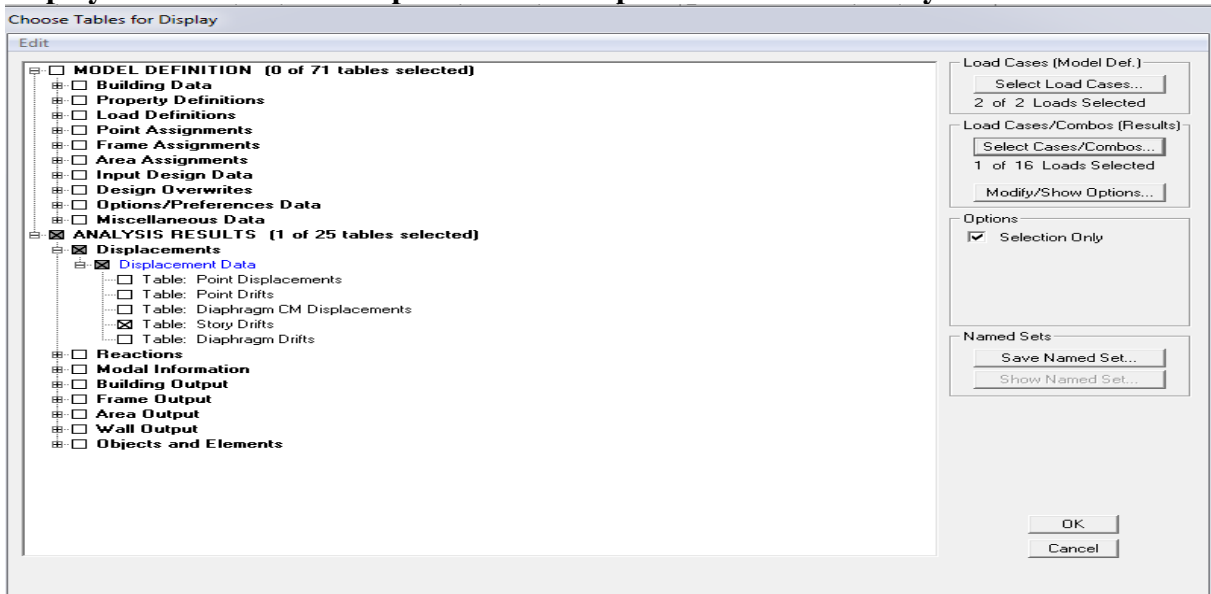 Choose Tables for Display
Edit
MODEL DEFINITION (0 of 71 tables selected)
Building Data
Property Definitions
Load Definitions
Point Assignments
Frame Assignments
Area Assignments
Input Design Data
Design Overwrites
Options/Preferences Data
Miscellaneous Data
ANALYSIS RESULTS (1 of 25 tables selected)
Displacements
Displacement Data
Table: Point Displacements
Table: Point Drifts
Table: Diaphragm CM Displacements
Table: Story Drifts
Table: Diaphragm Drifts
Reactions
Modal Information
Building Output
Frame Output
Area Output
Wall Output
Objects and Elements
Load Cases (Model Def.)
Select Load Cases...
2 of 2 Loads Selected
Load Cases/Combos (Results)
Select Cases/Combos...
1 of 16 Loads Selected
Modify/Show Options...
Options
Selection Only
Named Sets
Save Named Set...
Show Named Set...
OK
Cancel